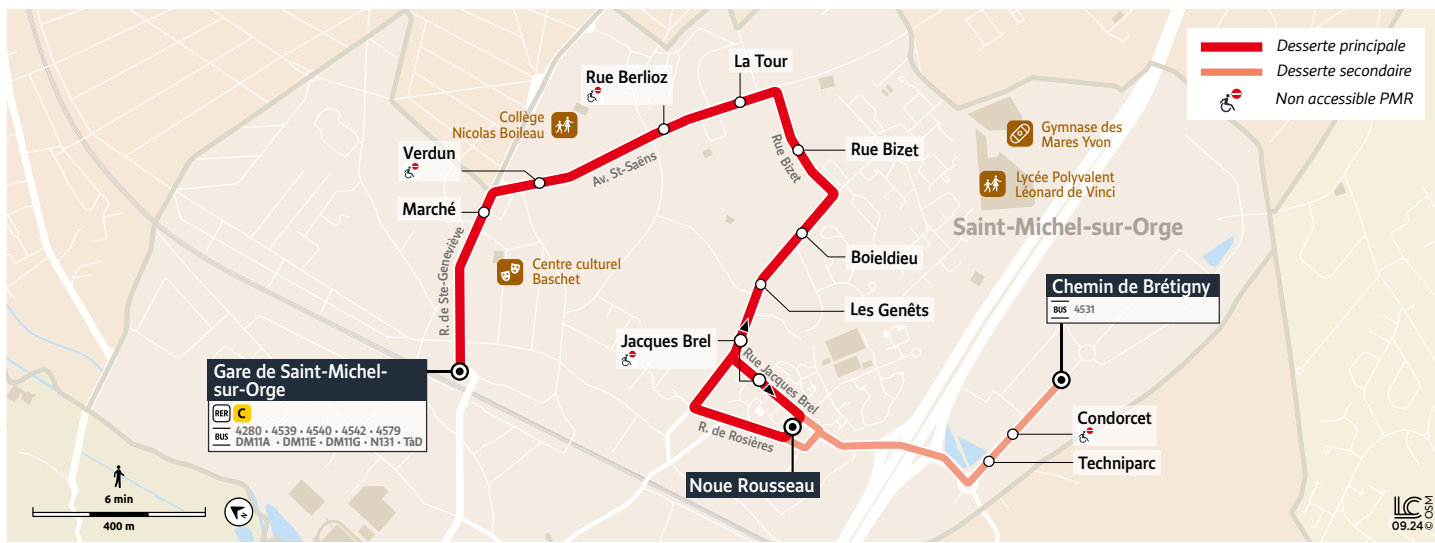 Desserte principale
Desserte secondaire
Non accessible PMR
La Tour
Rue Berlioz
Collège
Nicolas Boileau
Verdun
Av. St-Saëns
Rue Bizet
Rue Bizet
Gymnase des
Mares Yvon
Lycée Polyvalent
Léonard de Vinci
Saint-Michel-sur-Orge
Marché
R. de Ste-Geneviève
Centre culturel
Baschet
Boieldieu
Les Genêts
Chemin de Brétigny
BUS 4531
Jacques Brel
Rue Jacques Brel
Gare de Saint-Michel-
sur-Orge
RER C
BUS 4280 • 4539 • 4540 • 4542 • 4579
DM11A • DM11E • DM11G • N131 • TàD
R. de Rosières
Condorcet
Techniparc
Noue Rousseau
6 min
400 m
LC
09.24
© OSM